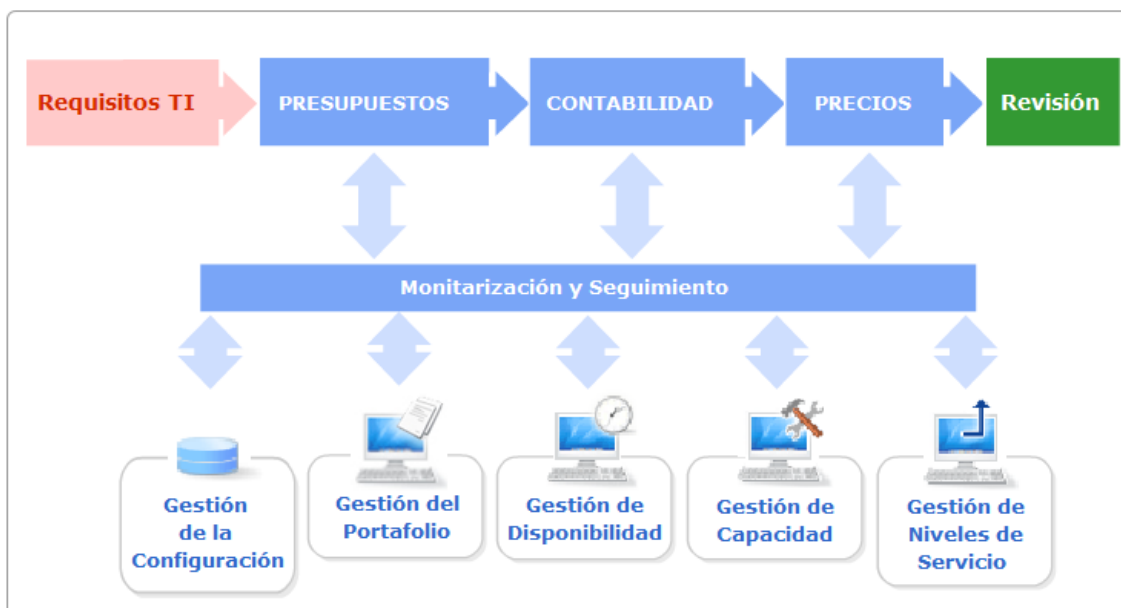 Requisitos TI
PRESUPUESTOS
CONTABILIDAD
PRECIOS
Revisión
Monitarización y Seguimiento
Gestión
de la
Configuración
Gestión del
Portafolio
Gestión de
Disponibilidad
Gestión de
Capacidad
Gestión de
Niveles de
Servicio